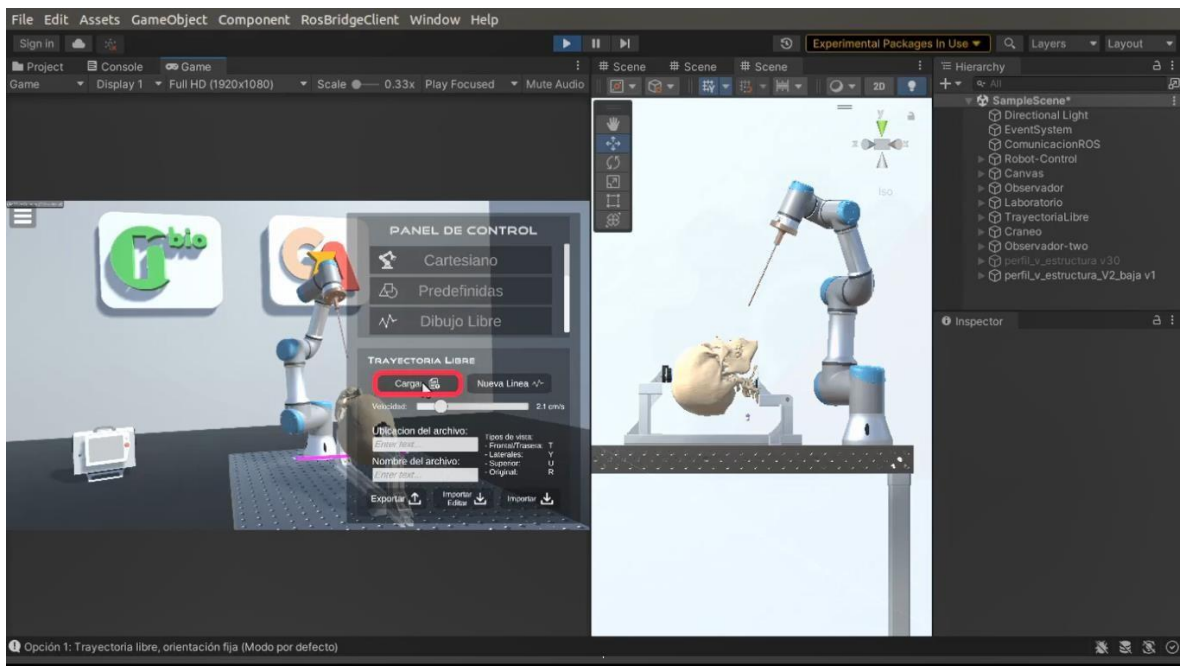 File Edit Assets GameObject Component RosBridgeClient Window Help
Sign in
Experimental Packages In Use
Layers
Layout
Project Console Game
Game Display 1 Full HD (1920x1080) Scale 0.33x Play Focused Mute Audio
Scene Scene Scene
2D
y
x
Iso
Hierarchy
All
SampleScene*
Directional Light
EventSystem
ComunicacionROS
Robot-Control
Canvas
Observador
Laboratorio
TrayectoriaLibre
Craneo
Observador-two
perfil_v_estructura v30
perfil_v_estructura_V2_baja v1
Inspector
bio
PANEL DE CONTROL
Cartesiano
Predefinidas
Dibujo Libre
TRAYECTORIA LIBRE
Cargar Nueva Linea
Velocidad: 2.1 cm/s
Ubicacion del archivo:
Enter text...
Nombre del archivo:
Enter text...
Tipos de vista:
- Frontal/Trasera: T
- Laterales: Y
- Superior: U
- Original: R
Exportar Importar Editar Importar
Opción 1: Trayectoria libre, orientación fija (Modo por defecto)